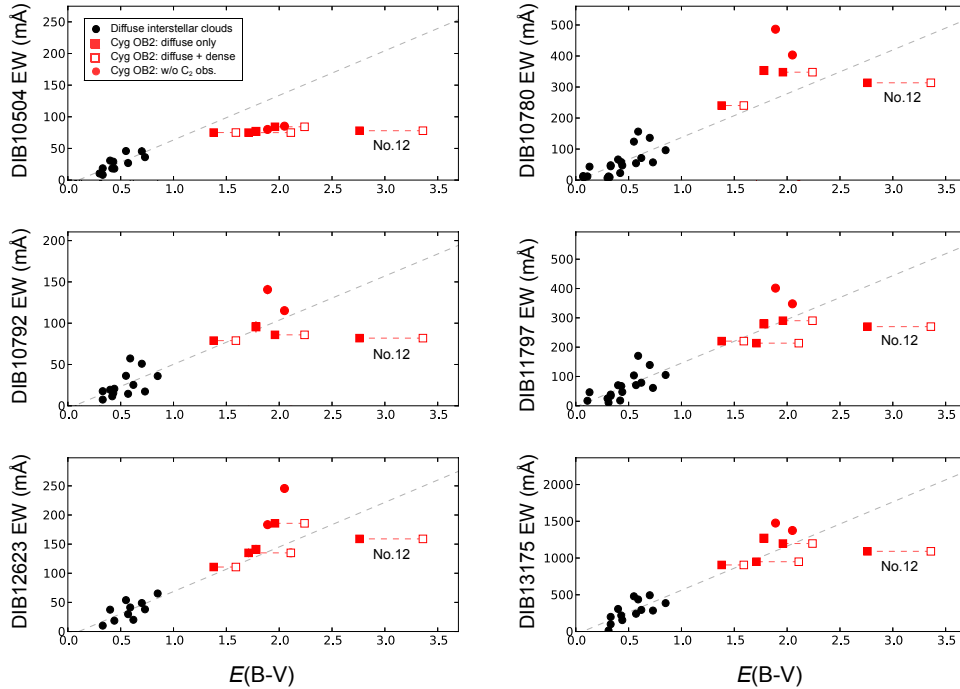 DIB10504 EW (mÅ)
300
250
200
150
100
50
0
Diffuse interstellar clouds
Cyg OB2: diffuse only
Cyg OB2: diffuse + dense
Cyg OB2: w/o C₂ obs.
No.12
0.0 0.5 1.0 1.5 2.0 2.5 3.0 3.5
DIB10780 EW (mÅ)
500
400
300
200
100
0
No.12
0.0 0.5 1.0 1.5 2.0 2.5 3.0 3.5
DIB10792 EW (mÅ)
200
150
100
50
0
No.12
0.0 0.5 1.0 1.5 2.0 2.5 3.0 3.5
DIB11797 EW (mÅ)
500
400
300
200
100
0
No.12
0.0 0.5 1.0 1.5 2.0 2.5 3.0 3.5
DIB12623 EW (mÅ)
250
200
150
100
50
0
No.12
0.0 0.5 1.0 1.5 2.0 2.5 3.0 3.5
E(B-V)
DIB13175 EW (mÅ)
2000
1500
1000
500
0
No.12
0.0 0.5 1.0 1.5 2.0 2.5 3.0 3.5
E(B-V)